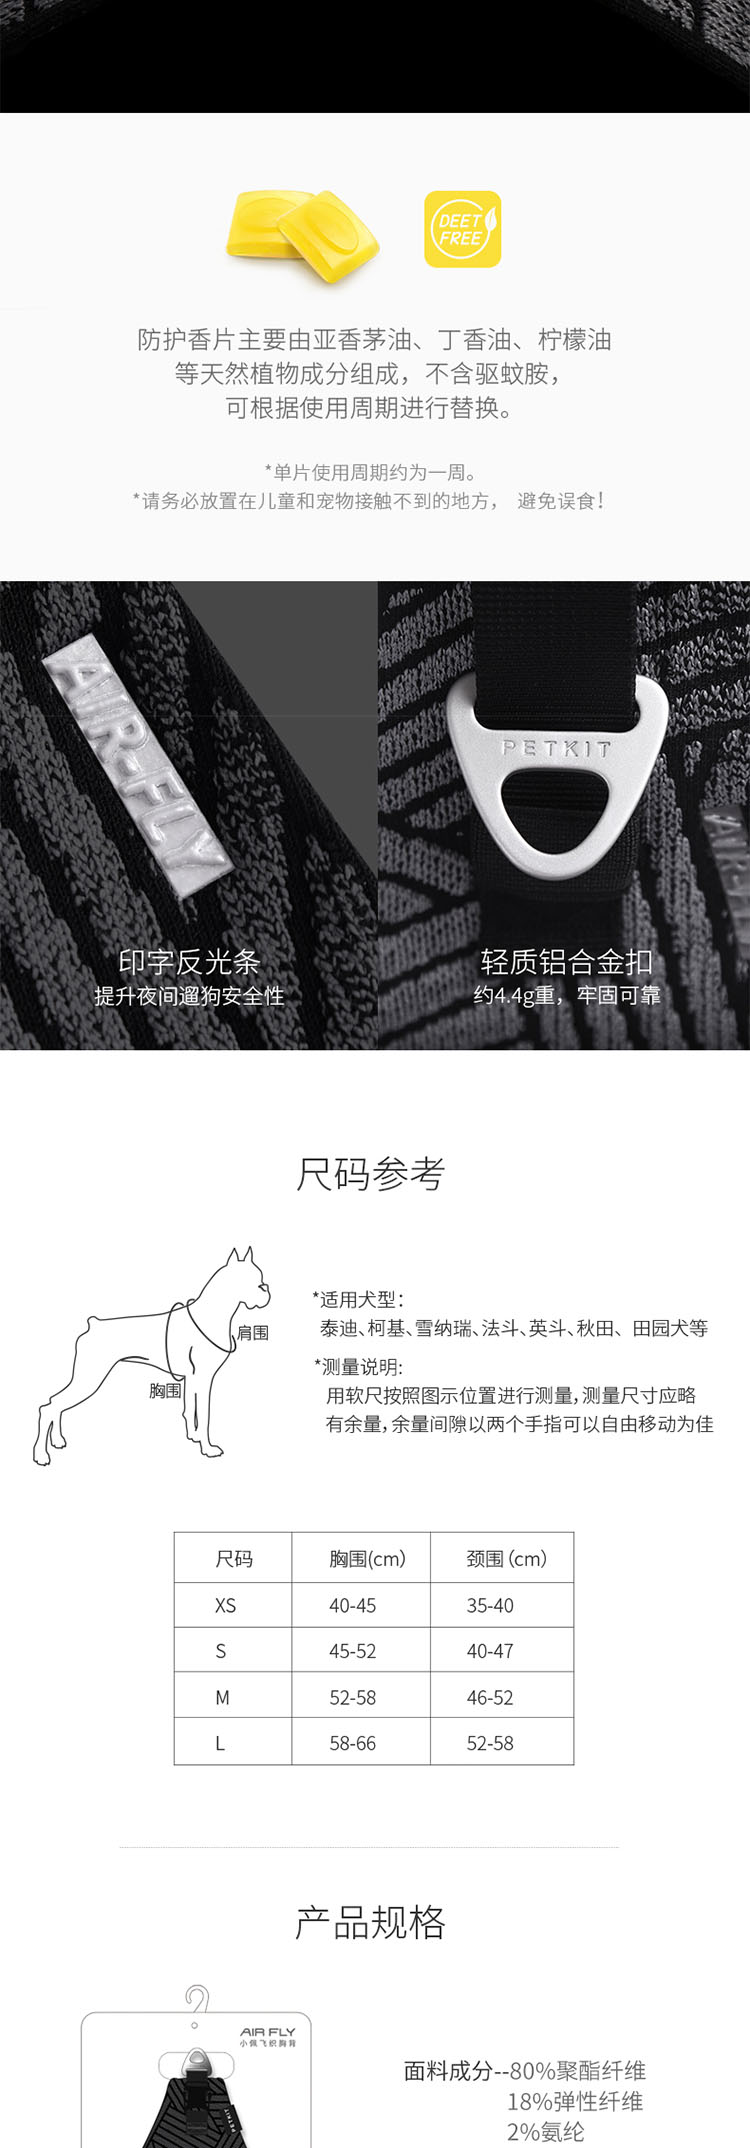 DEET
FREE
防护香片主要由亚香茅油、丁香油、柠檬油
等天然植物成分组成，不含驱蚊胺，
可根据使用周期进行替换。
*单片使用周期约为一周。
*请务必放置在儿童和宠物接触不到的地方， 避免误食！
AIR-FLY
印字反光条
提升夜间遛狗安全性
PETKIT
AIR-F
轻质铝合金扣
约4.4g重，牢固可靠
尺码参考
肩围
胸围
*适用犬型：
泰迪、柯基、雪纳瑞、法斗、英斗、秋田、田园犬等
*测量说明:
用软尺按照图示位置进行测量，测量尺寸应略
有余量，余量间隙以两个手指可以自由移动为佳
尺码 胸围(cm） 颈围（cm）
XS 40-45 35-40
S 45-52 40-47
M 52-58 46-52
L 58-66 52-58
产品规格
AIR FLY
小佩飞织胸背
PETKIT
面料成分--80%聚酯纤维
18%弹性纤维
2%氨纶